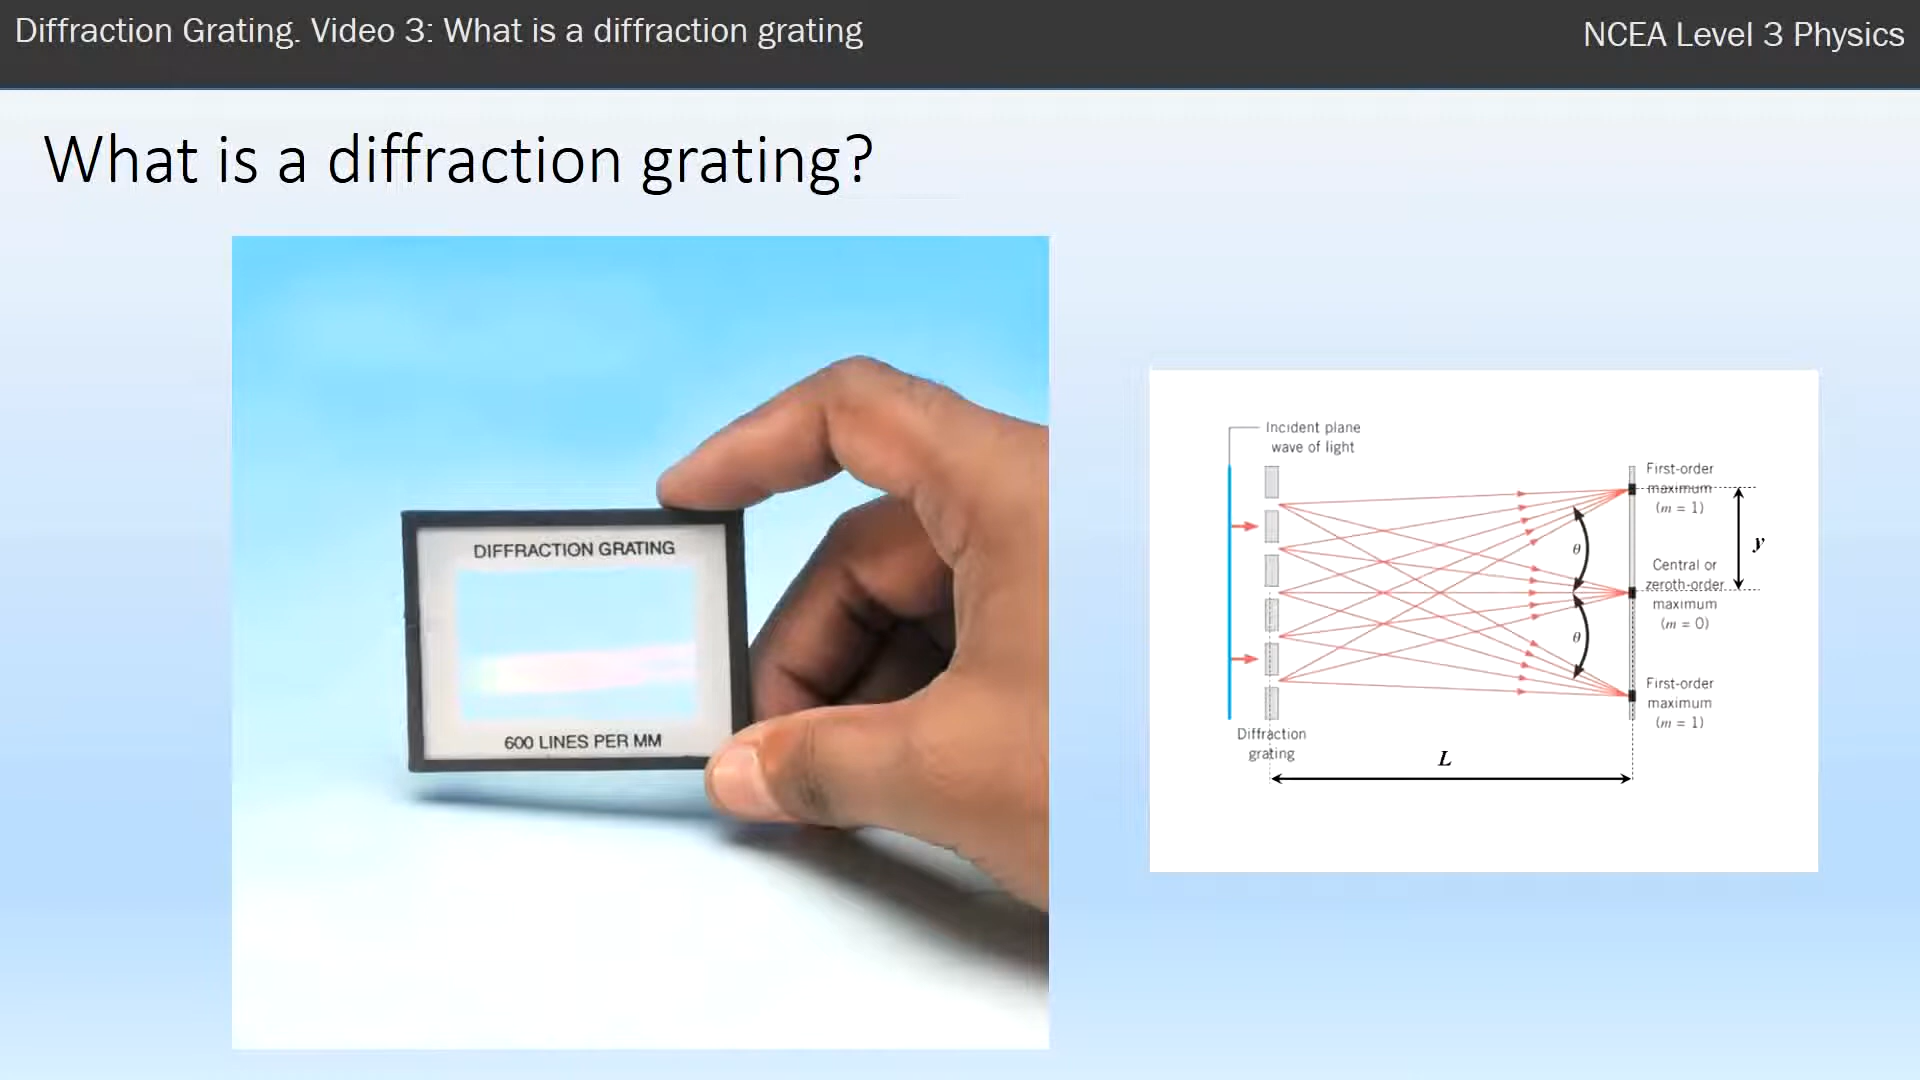 Diffraction Grating. Video 3: What is a diffraction grating
NCEA Level 3 Physics
What is a diffraction grating?
DIFFRACTION GRATING
600 LINES PER MM
Incident plane
wave of light
First-order
maximum
(m = 1)
y
θ
Central or
zeroth-order
maximum
(m = 0)
θ
First-order
maximum
(m = 1)
Diffraction
grating
L